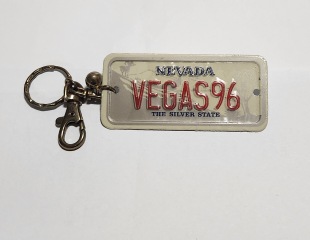 NEVADA
VEGAS96
THE SILVER STATE